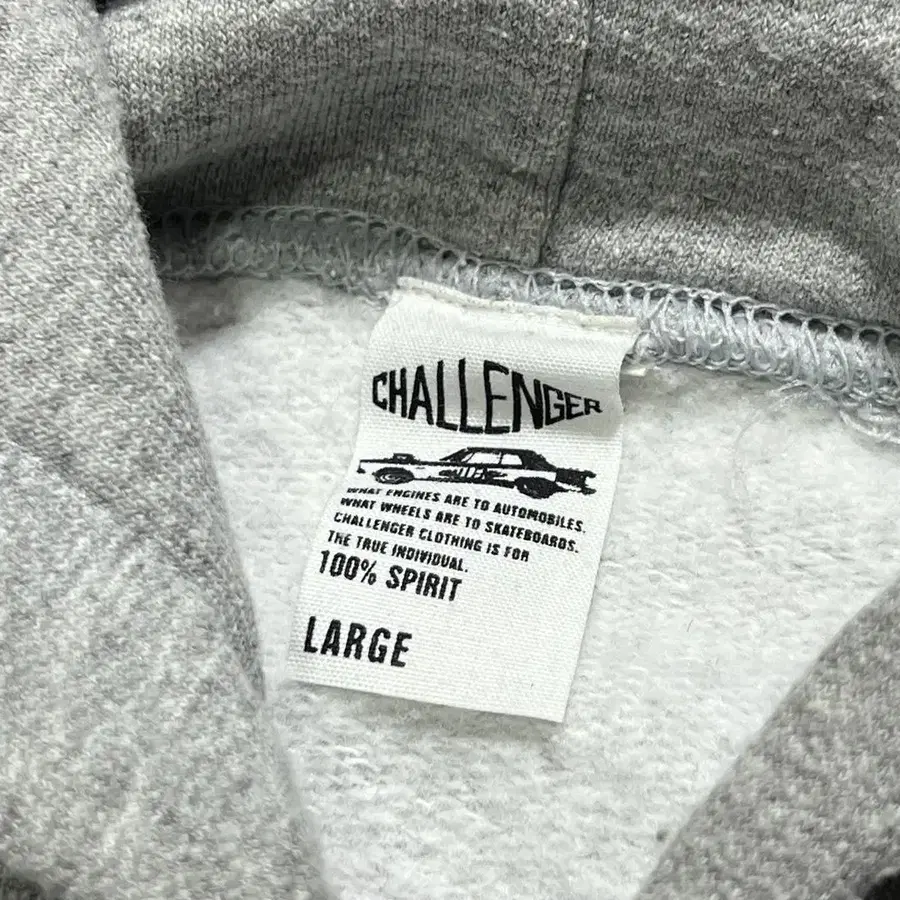 CHALLENGER
WHAT ENGINES ARE TO AUTOMOBILES.
WHAT WHEELS ARE TO SKATEBOARDS.
CHALLENGER CLOTHING IS FOR
THE TRUE INDIVIDUAL.
100% SPIRIT
LARGE